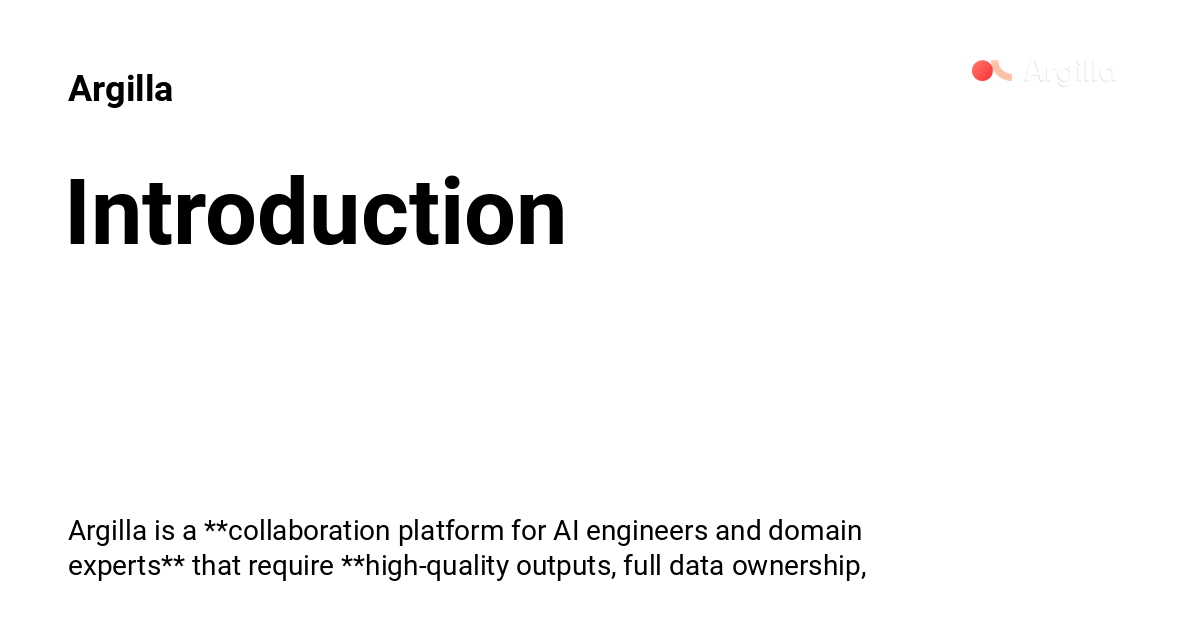 Argilla
Argilla
Introduction
Argilla is a **collaboration platform for AI engineers and domain
experts** that require **high-quality outputs, full data ownership,